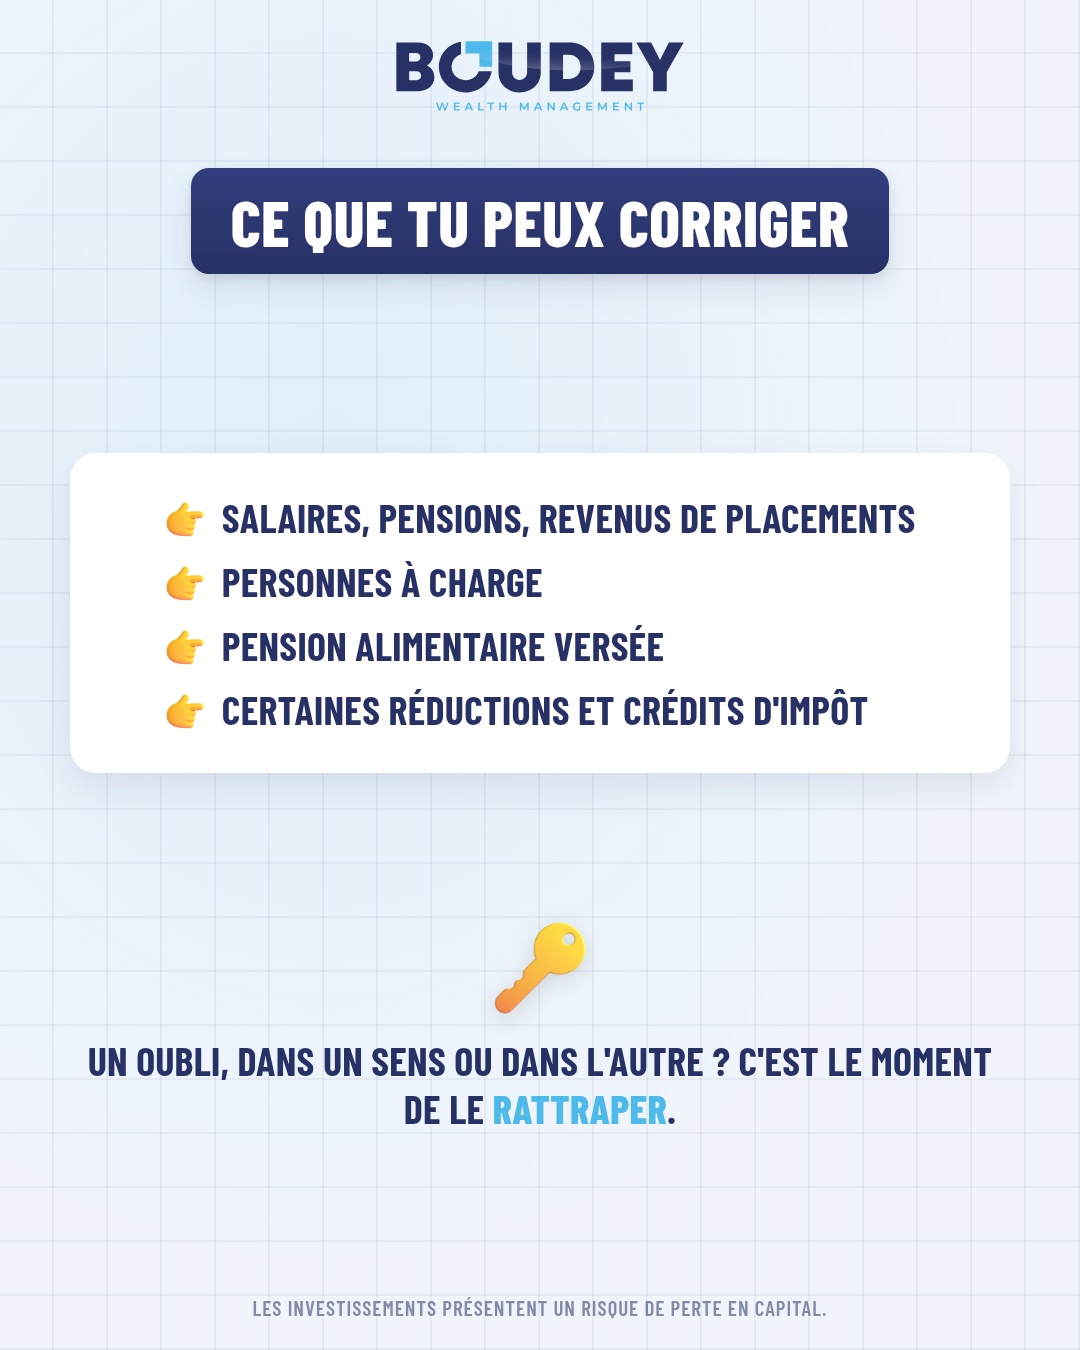 BOUDEY
WEALTH MANAGEMENT
CE QUE TU PEUX CORRIGER
SALAIRES, PENSIONS, REVENUS DE PLACEMENTS
PERSONNES À CHARGE
PENSION ALIMENTAIRE VERSÉE
CERTAINES RÉDUCTIONS ET CRÉDITS D'IMPÔT
UN OUBLI, DANS UN SENS OU DANS L'AUTRE ? C'EST LE MOMENT
DE LE RATTRAPER.
LES INVESTISSEMENTS PRÉSENTENT UN RISQUE DE PERTE EN CAPITAL.